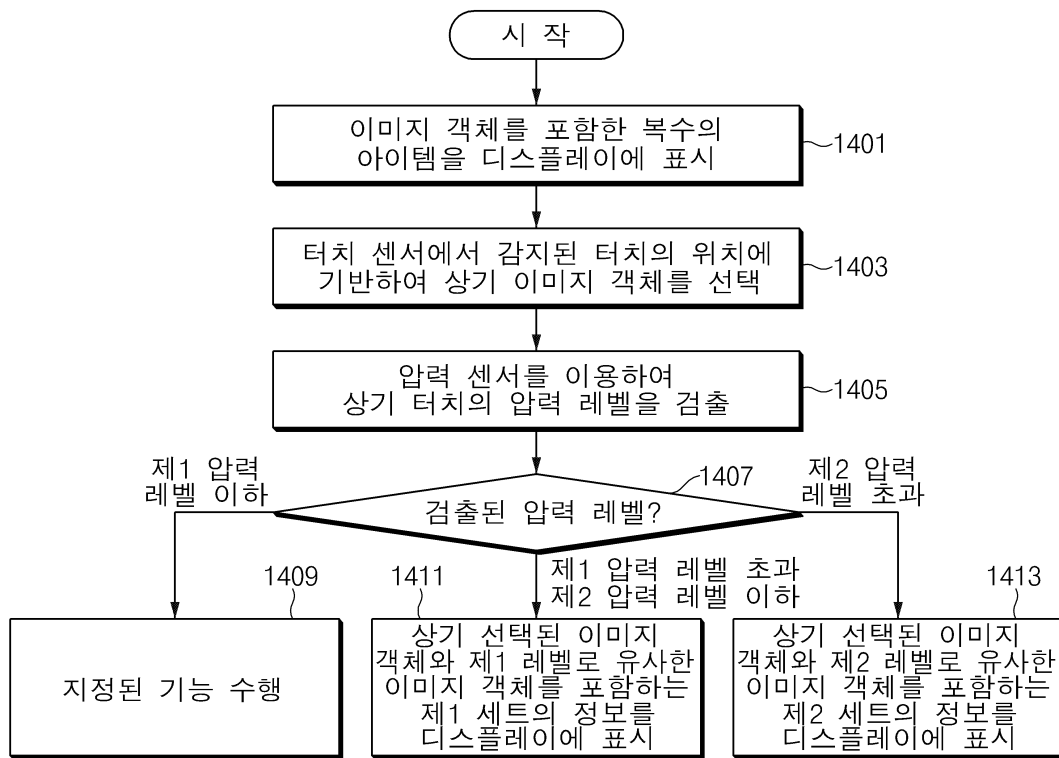 시 작
이미지 객체를 포함한 복수의
아이템을 디스플레이에 표시
1401
터치 센서에서 감지된 터치의 위치에
기반하여 상기 이미지 객체를 선택
1403
압력 센서를 이용하여
상기 터치의 압력 레벨을 검출
1405
제1 압력
레벨 이하
1407
제2 압력
레벨 초과
검출된 압력 레벨?
제1 압력 레벨 초과
제2 압력 레벨 이하
1409
지정된 기능 수행
1411
상기 선택된 이미지
객체와 제1 레벨로 유사한
이미지 객체를 포함하는
제1 세트의 정보를
디스플레이에 표시
1413
상기 선택된 이미지
객체와 제2 레벨로 유사한
이미지 객체를 포함하는
제2 세트의 정보를
디스플레이에 표시